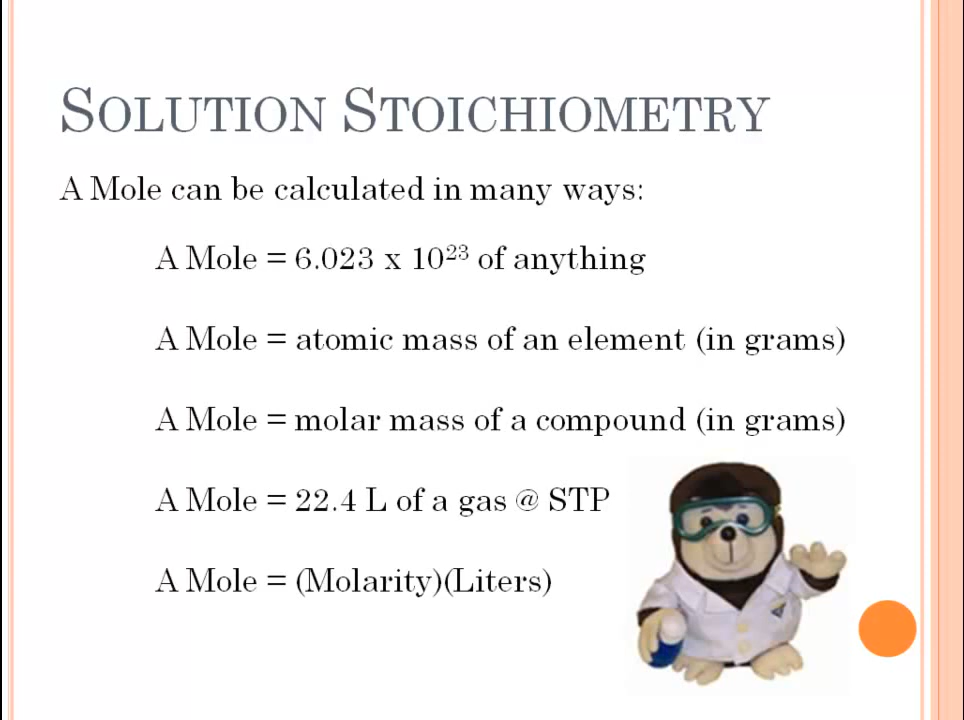 SOLUTION STOICHIOMETRY
A Mole can be calculated in many ways:
A Mole = 6.023 x 10²³ of anything
A Mole = atomic mass of an element (in grams)
A Mole = molar mass of a compound (in grams)
A Mole = 22.4 L of a gas @ STP
A Mole = (Molarity)(Liters)